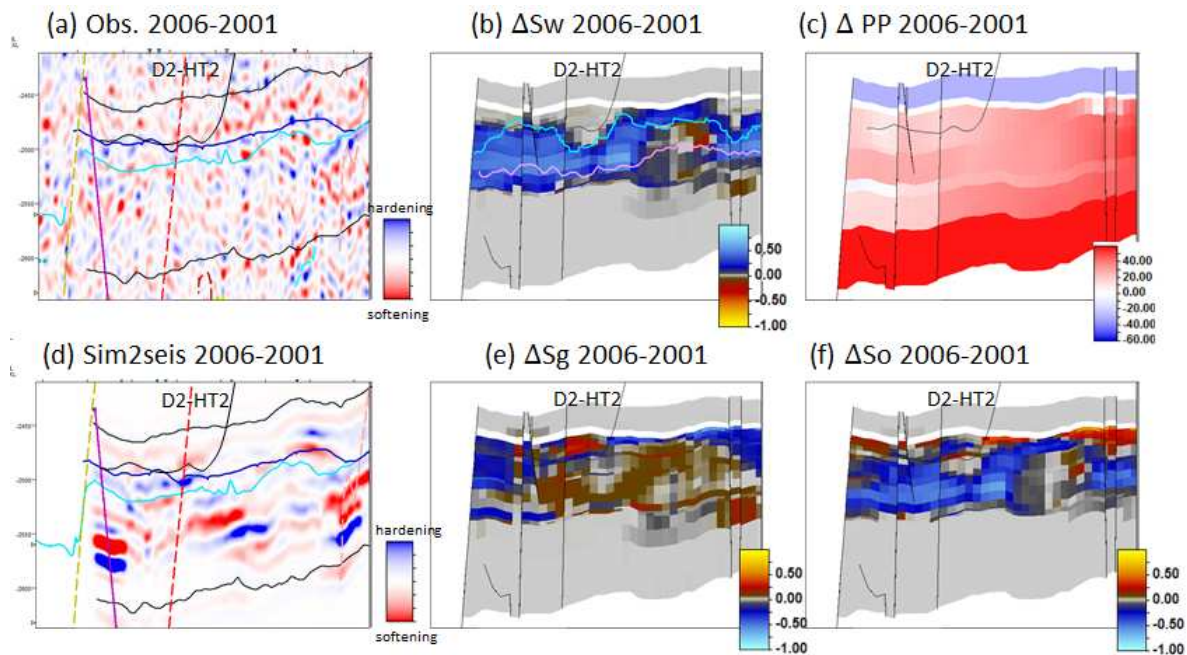 (a) Obs. 2006-2001
(b) ΔSw 2006-2001
(c) Δ PP 2006-2001
D2-HT2
D2-HT2
D2-HT2
hardening
softening
0.50
0.00
-0.50
-1.00
40.00
20.00
0.00
-20.00
-40.00
-60.00
(d) Sim2seis 2006-2001
(e) ΔSg 2006-2001
(f) ΔSo 2006-2001
D2-HT2
D2-HT2
D2-HT2
hardening
softening
0.50
0.00
-0.50
-1.00
0.50
0.00
-0.50
-1.00